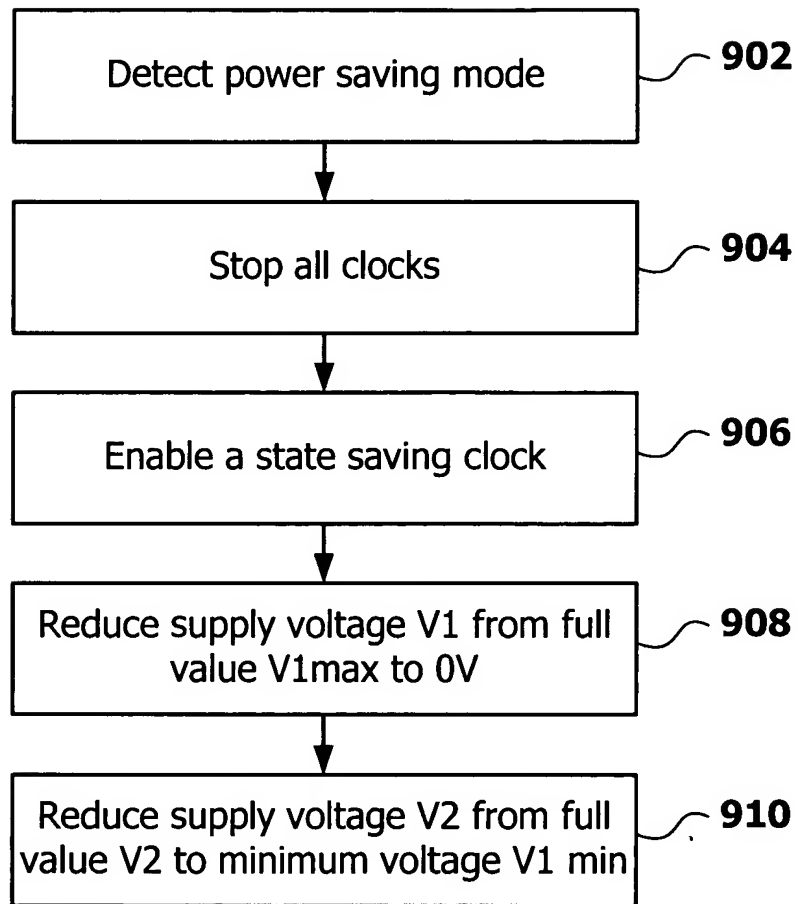 Detect power saving mode
902
Stop all clocks
904
Enable a state saving clock
906
Reduce supply voltage V1 from full
value V1max to 0V
908
Reduce supply voltage V2 from full
value V2 to minimum voltage V1 min
910